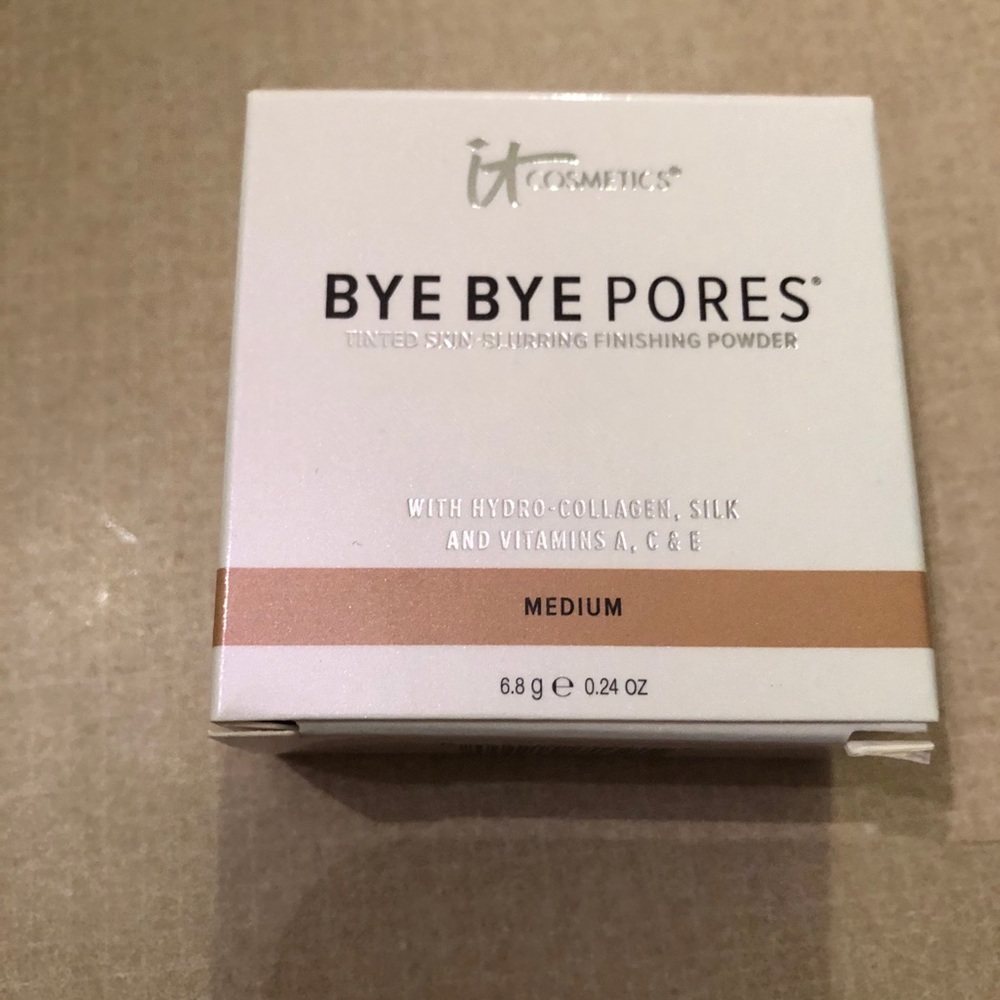 it COSMETICS®
BYE BYE PORES®
TINTED SKIN-BLURRING FINISHING POWDER
WITH HYDRO-COLLAGEN, SILK
AND VITAMINS A, C & E
MEDIUM
6.8 g ℮ 0.24 OZ